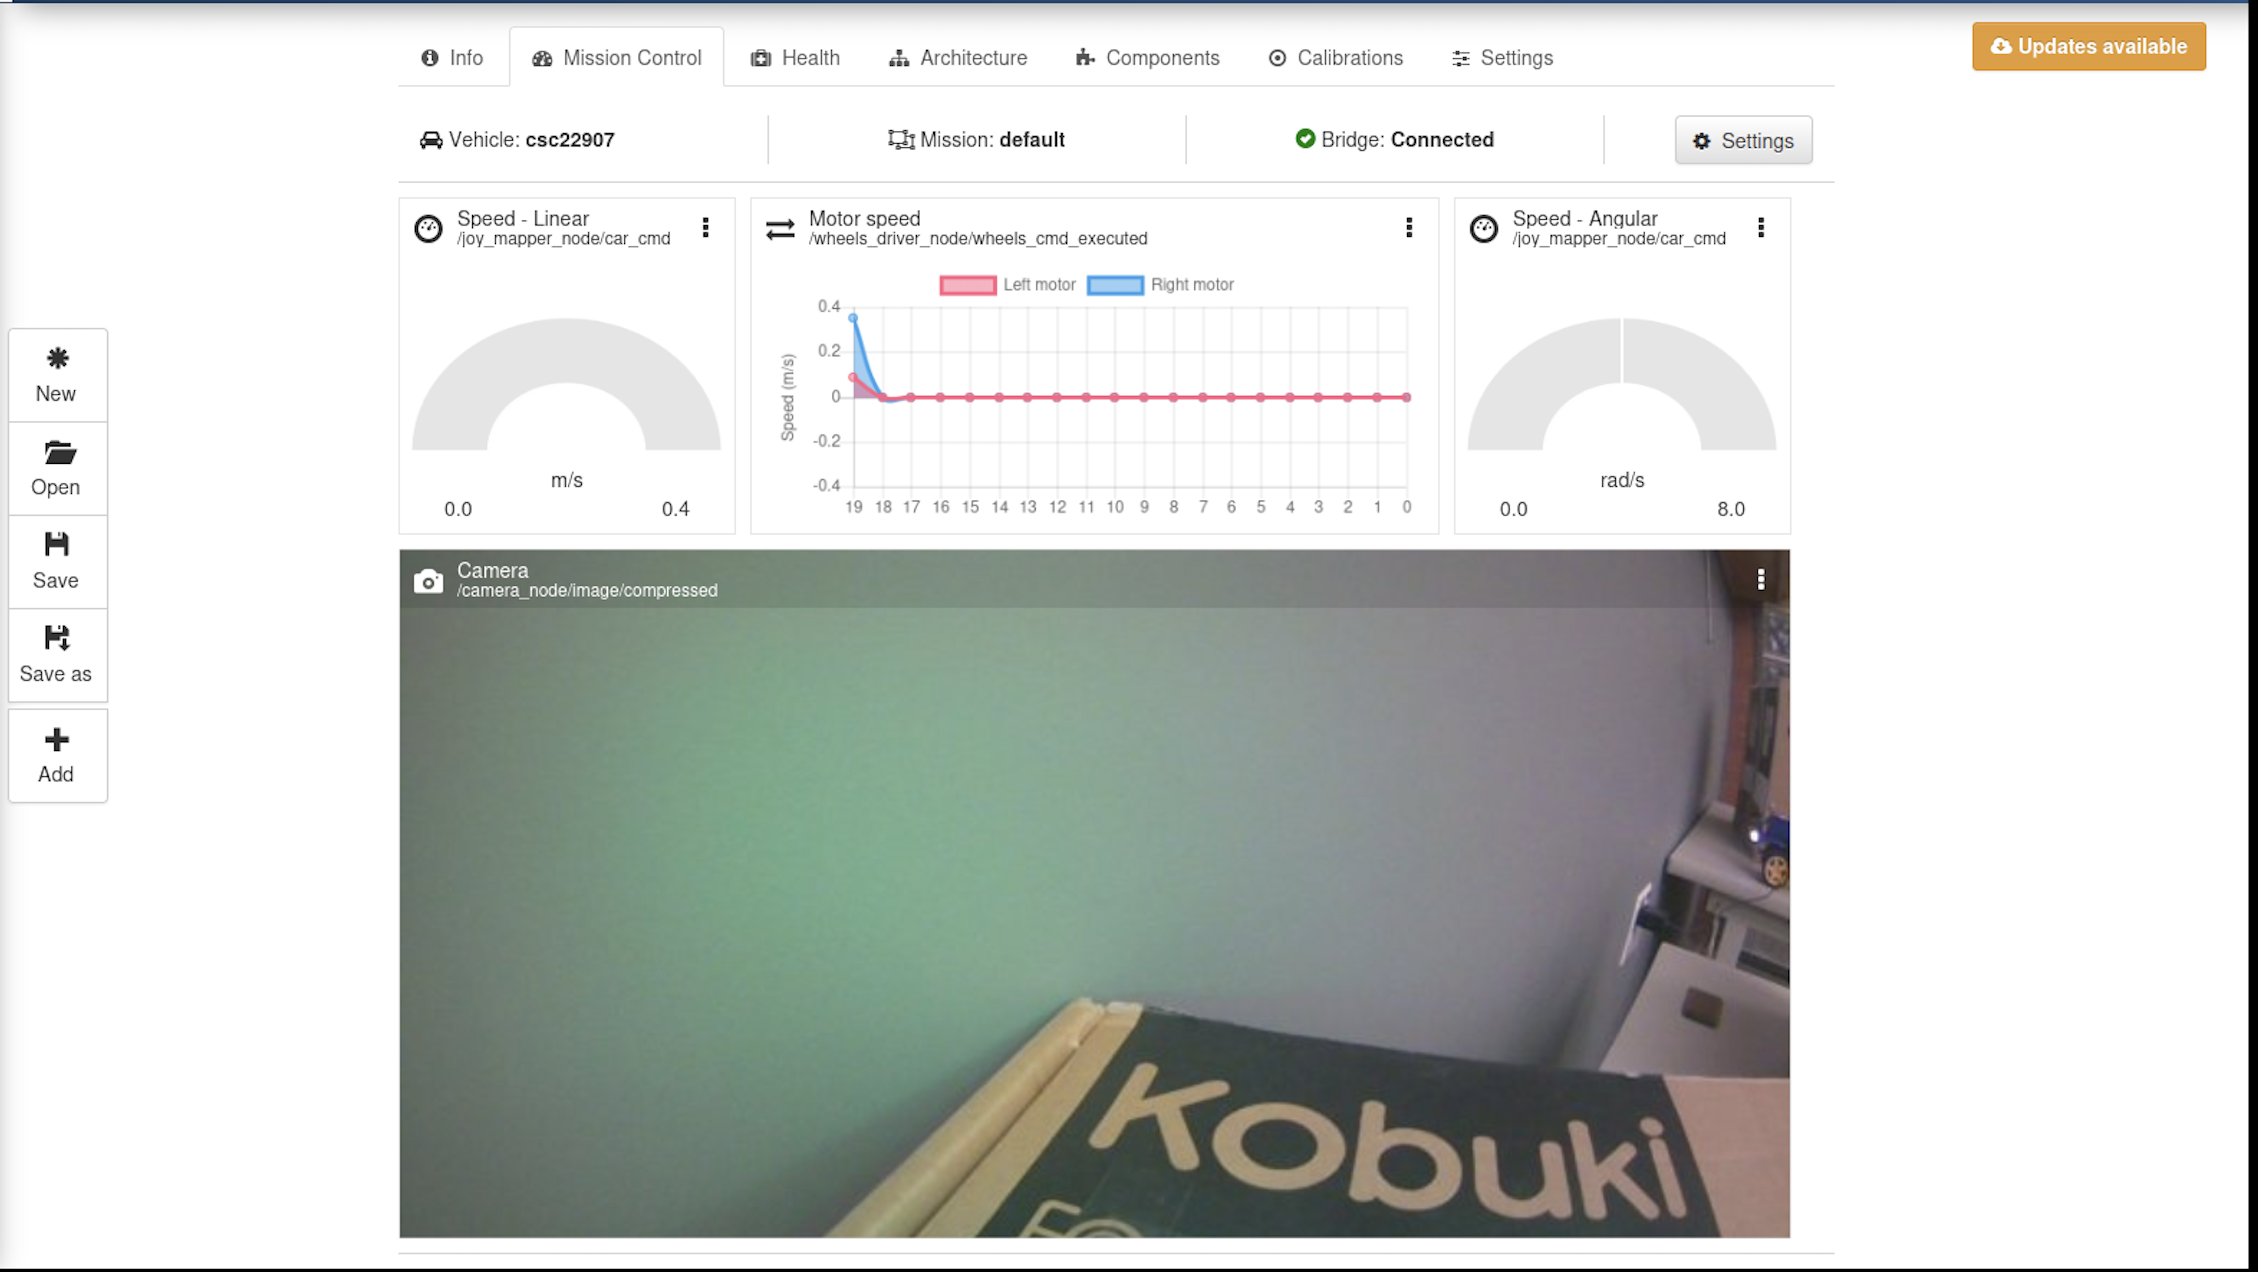 Info
Mission Control
Health
Architecture
Components
Calibrations
Settings
Updates available
Vehicle: csc22907
Mission: default
Bridge: Connected
Settings
Speed - Linear
/joy_mapper_node/car_cmd
m/s
0.0 0.4
Motor speed
/wheels_driver_node/wheels_cmd_executed
Left motor Right motor
Speed (m/s)
0.4
0.2
0
-0.2
-0.4
19 18 17 16 15 14 13 12 11 10 9 8 7 6 5 4 3 2 1 0
Speed - Angular
/joy_mapper_node/car_cmd
rad/s
0.0 8.0
New
Open
Save
Save as
Add
Camera
/camera_node/image/compressed
Kobuki